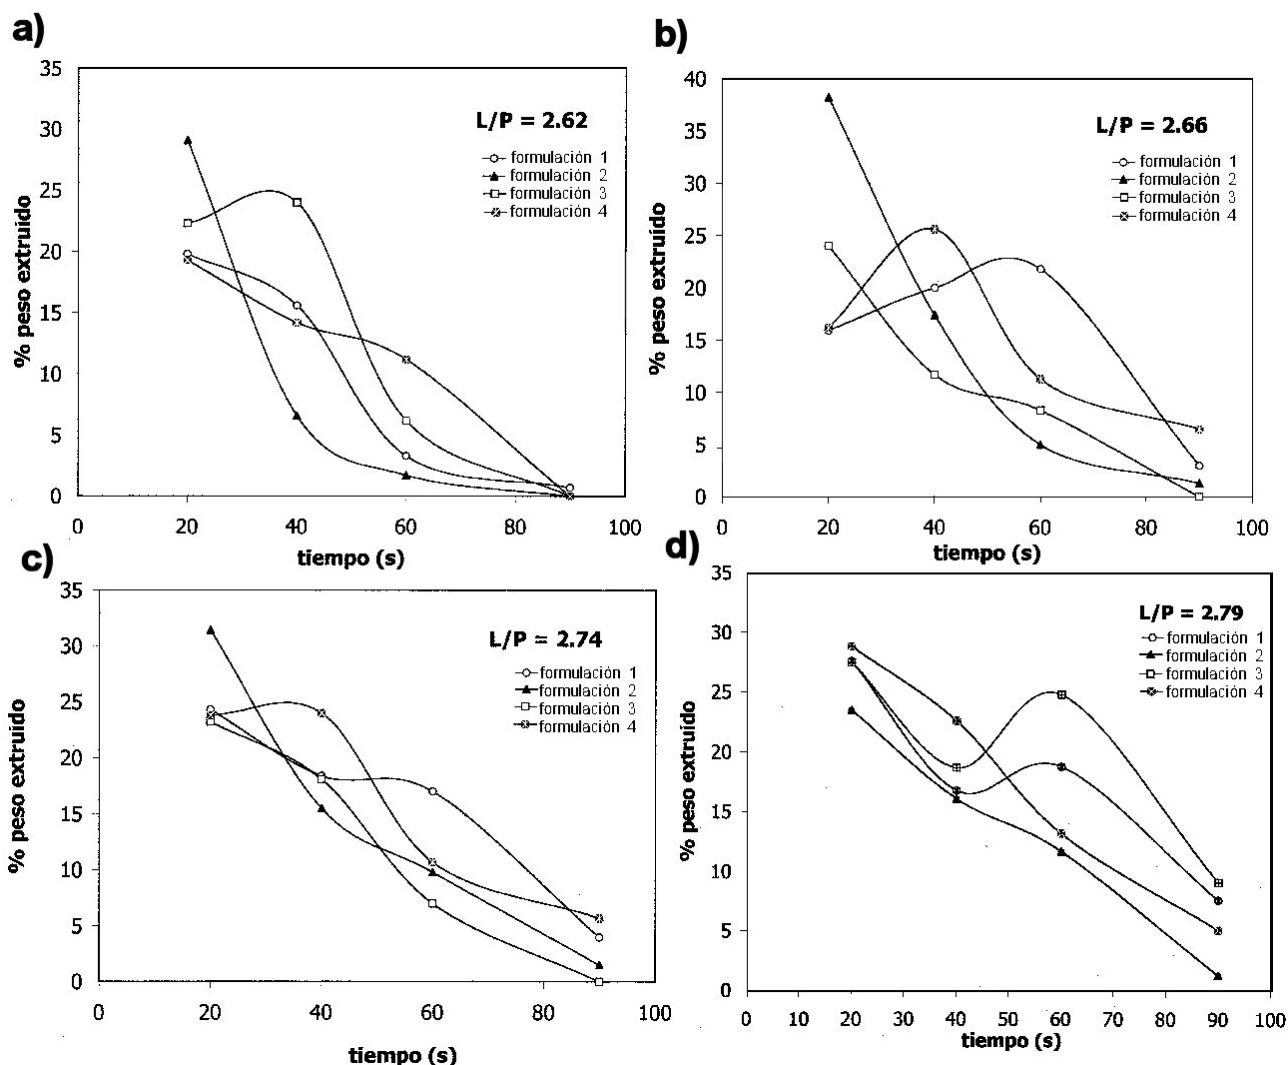 a)
35
30
25
20
15
10
5
0
% peso extruído
L/P = 2.62
formulación 1
formulación 2
formulación 3
formulación 4
0 20 40 60 80 100
tiempo (s)
b)
40
35
30
25
20
15
10
5
0
% peso extruído
L/P = 2.66
formulación 1
formulación 2
formulación 3
formulación 4
0 20 40 60 80 100
tiempo (s)
c)
35
30
25
20
15
10
5
0
% peso extruído
L/P = 2.74
formulación 1
formulación 2
formulación 3
formulación 4
0 20 40 60 80 100
tiempo (s)
d)
35
30
25
20
15
10
5
0
% peso extruído
L/P = 2.79
formulación 1
formulación 2
formulación 3
formulación 4
0 10 20 30 40 50 60 70 80 90 100
tiempo (s)